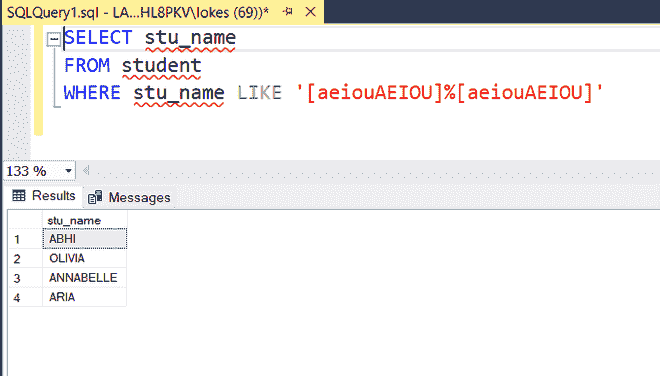 SQLQuery1.sql - LA...HL8PKV\lokes (69))*
SELECT stu_name
FROM student
WHERE stu_name LIKE '[aeiouAEIOU]%[aeiouAEIOU]'
133 %
Results Messages
stu_name
1 ABHI
2 OLIVIA
3 ANNABELLE
4 ARIA